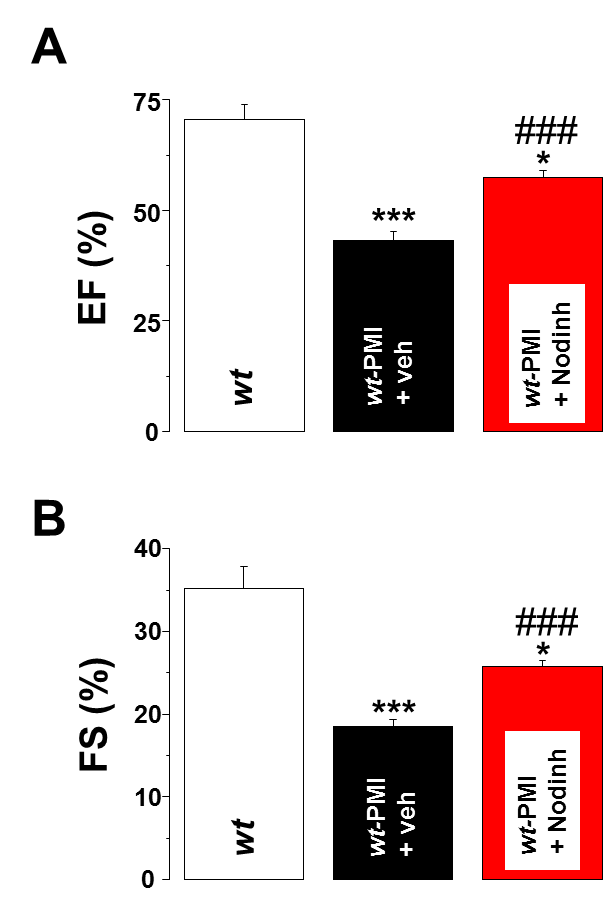 A
EF (%)
75
50
25
0
wt
***
wt-PMI
+ veh
###
*
wt-PMI
+ Nodinh
B
FS (%)
40
30
20
10
0
wt
***
wt-PMI
+ veh
###
*
wt-PMI
+ Nodinh